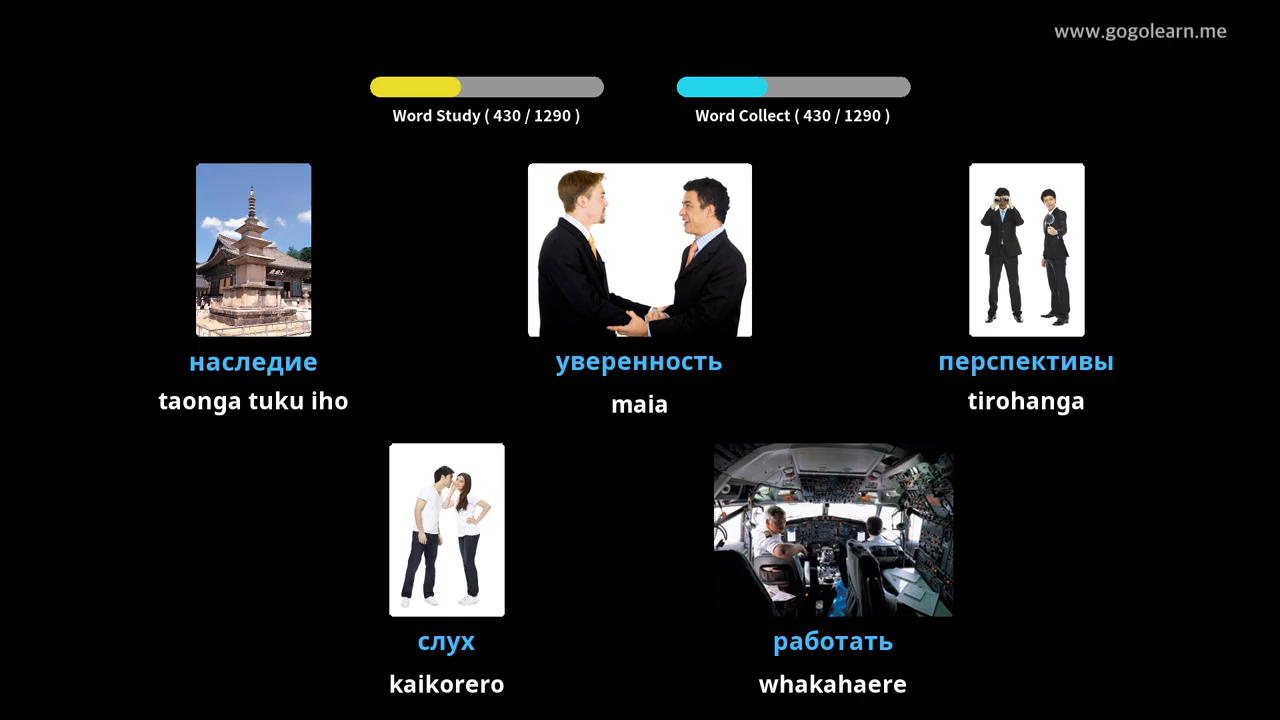 www.gogolearn.me
Word Study ( 430 / 1290 )
Word Collect ( 430 / 1290 )
наследие
taonga tuku iho
уверенность
maia
перспективы
tirohanga
слух
kaikorero
работать
whakahaere